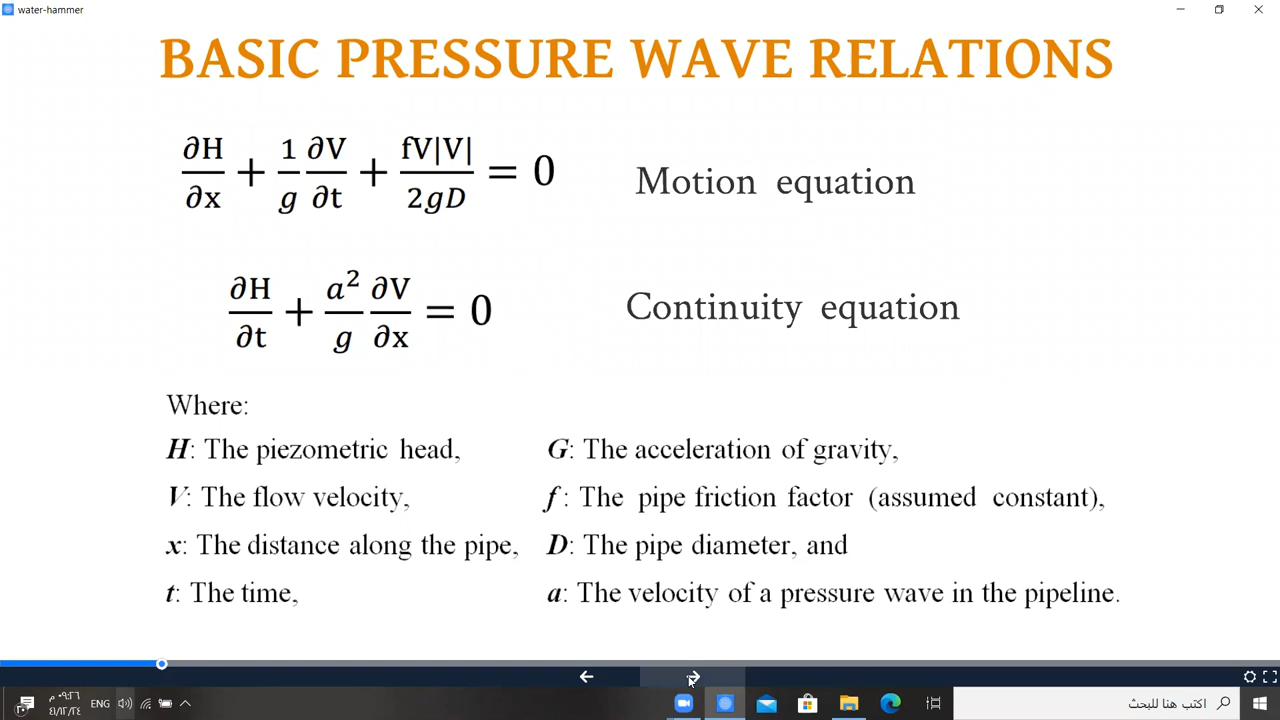 water-hammer
BASIC PRESSURE WAVE RELATIONS
∂H/∂x + 1/g ∂V/∂t + fV|V|/2gD = 0 Motion equation
∂H/∂t + a²/g ∂V/∂x = 0 Continuity equation
Where:
H: The piezometric head, G: The acceleration of gravity,
V: The flow velocity, f : The pipe friction factor (assumed constant),
x: The distance along the pipe, D: The pipe diameter, and
t: The time, a: The velocity of a pressure wave in the pipeline.
٠٩:٢٦ م
ENG
اكتب هنا للبحث